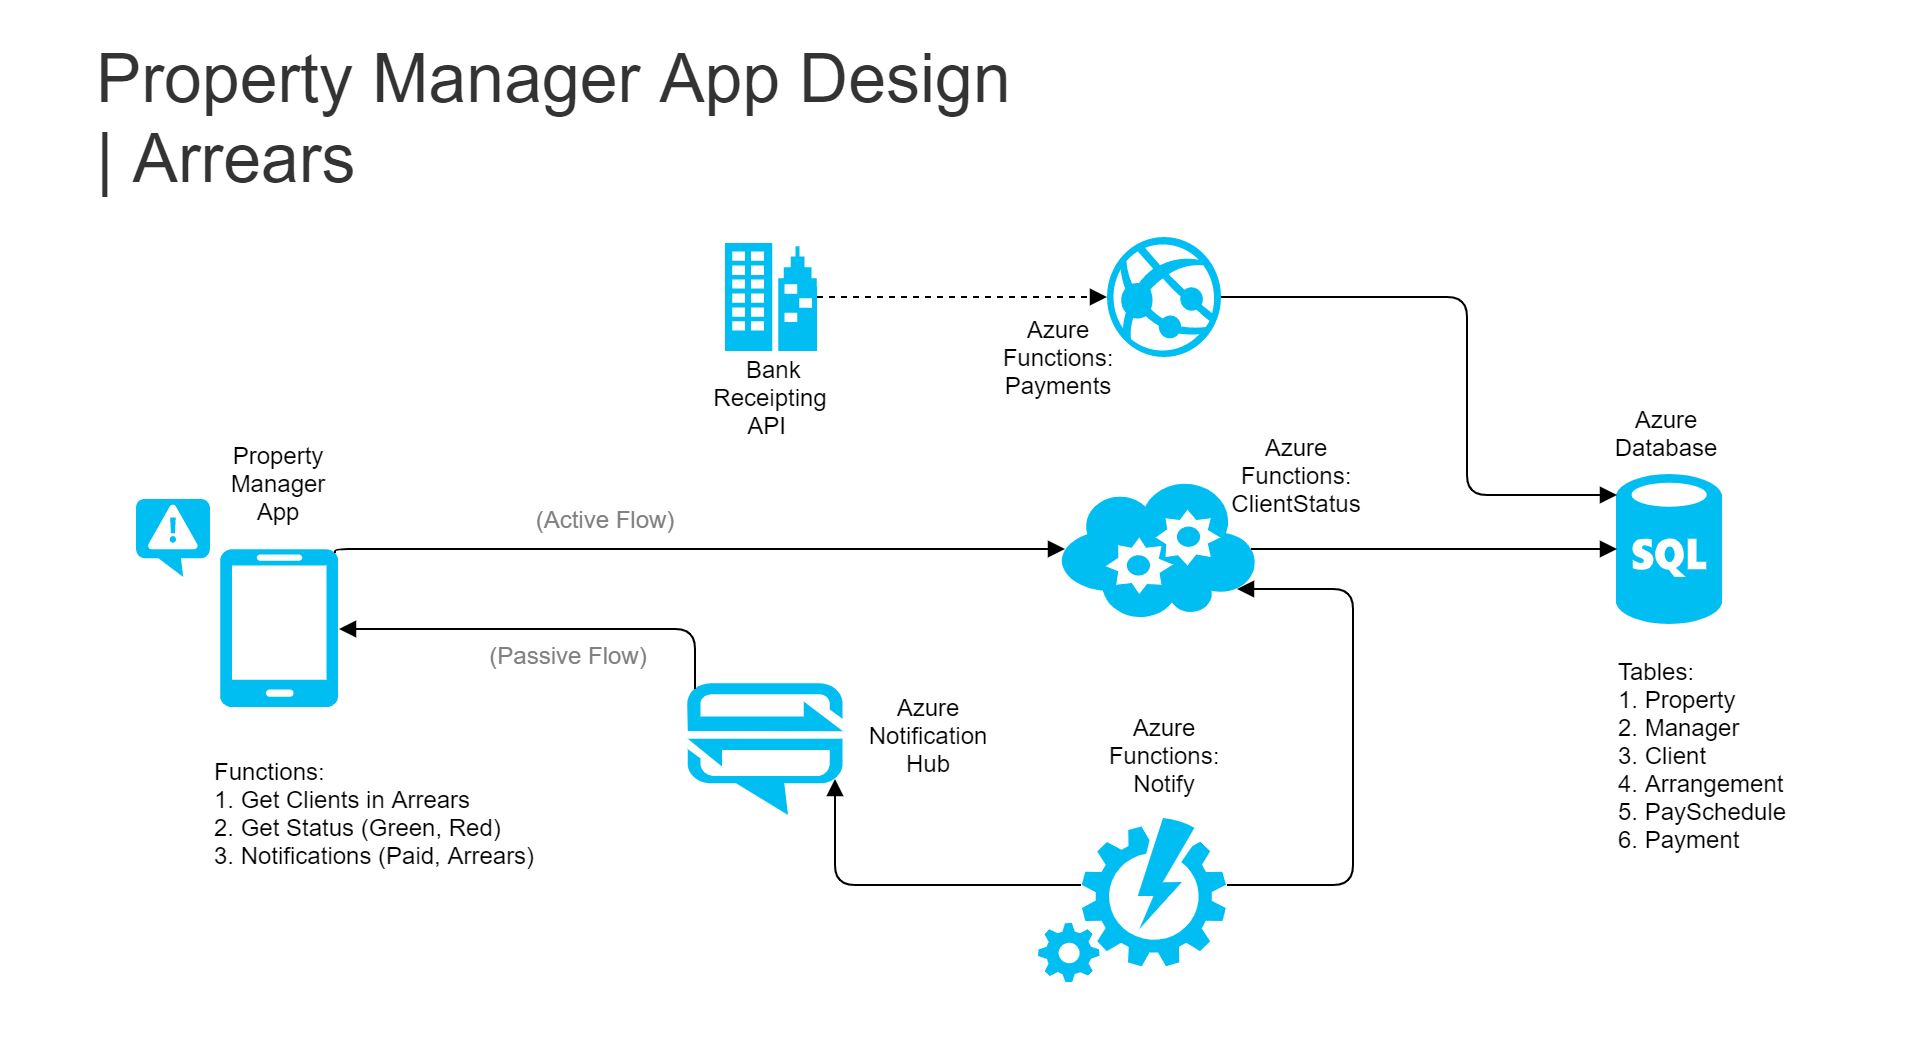 Property Manager App Design
| Arrears
Bank
Receipting
API
Azure
Functions:
Payments
Azure
Database
Property
Manager
App
Azure
Functions:
ClientStatus
(Active Flow)
SQL
(Passive Flow)
Azure
Notification
Hub
Azure
Functions:
Notify
Tables:
1. Property
2. Manager
3. Client
4. Arrangement
5. PaySchedule
6. Payment
Functions:
1. Get Clients in Arrears
2. Get Status (Green, Red)
3. Notifications (Paid, Arrears)